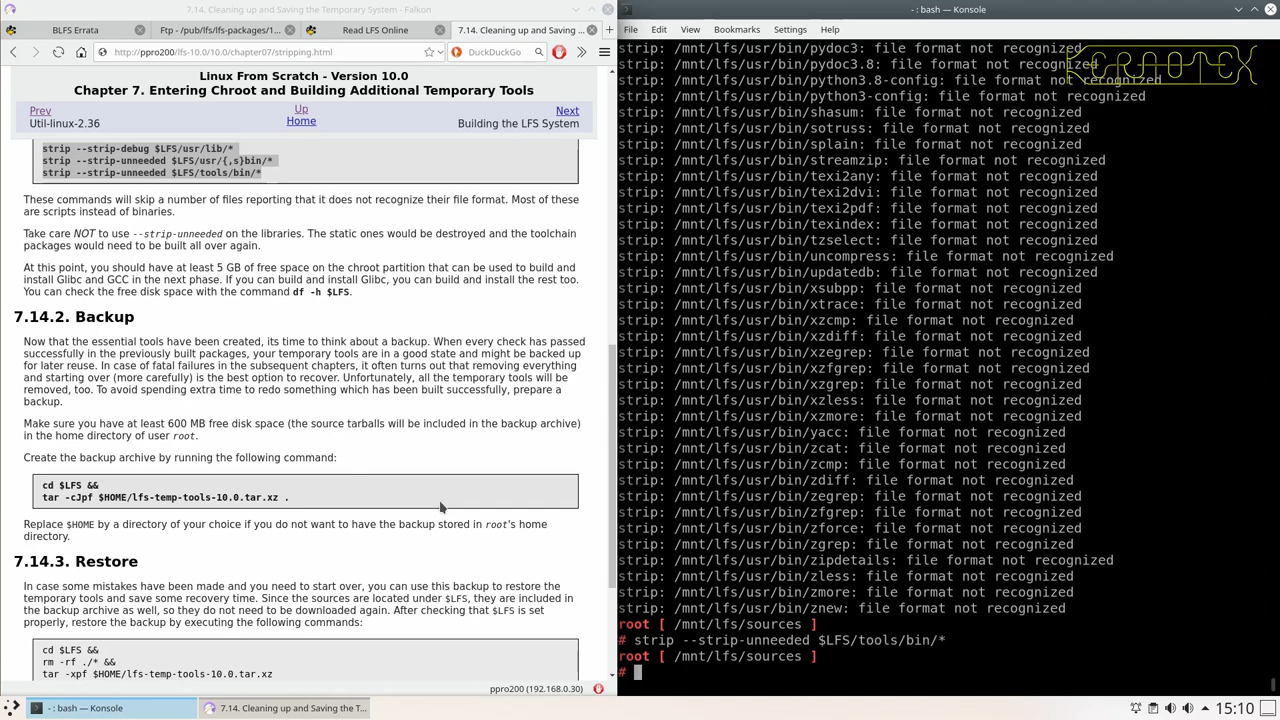 7.14. Cleaning up and Saving the Temporary System - Falkon
BLFS Errata
Ftp - /pub/lfs/lfs-packages/1...
Read LFS Online
7.14. Cleaning up and Saving ...
http://ppro200/lfs-10.0/10.0/chapter07/stripping.html
DuckDuckGo
Linux From Scratch - Version 10.0
Chapter 7. Entering Chroot and Building Additional Temporary Tools
Prev
Up
Next
Util-linux-2.36
Home
Building the LFS System
strip --strip-debug $LFS/usr/lib/*
strip --strip-unneeded $LFS/usr/{,s}bin/*
strip --strip-unneeded $LFS/tools/bin/*
These commands will skip a number of files reporting that it does not recognize their file format. Most of these
are scripts instead of binaries.
Take care NOT to use --strip-unneeded on the libraries. The static ones would be destroyed and the toolchain
packages would need to be built all over again.
At this point, you should have at least 5 GB of free space on the chroot partition that can be used to build and
install Glibc and GCC in the next phase. If you can build and install Glibc, you can build and install the rest too.
You can check the free disk space with the command df -h $LFS.
7.14.2. Backup
Now that the essential tools have been created, its time to think about a backup. When every check has passed
successfully in the previously built packages, your temporary tools are in a good state and might be backed up
for later reuse. In case of fatal failures in the subsequent chapters, it often turns out that removing everything
and starting over (more carefully) is the best option to recover. Unfortunately, all the temporary tools will be
removed, too. To avoid spending extra time to redo something which has been built successfully, prepare a
backup.
Make sure you have at least 600 MB free disk space (the source tarballs will be included in the backup archive)
in the home directory of user root.
Create the backup archive by running the following command:
cd $LFS &&
tar -cJpf $HOME/lfs-temp-tools-10.0.tar.xz .
Replace $HOME by a directory of your choice if you do not want to have the backup stored in root's home
directory.
7.14.3. Restore
In case some mistakes have been made and you need to start over, you can use this backup to restore the
temporary tools and save some recovery time. Since the sources are located under $LFS, they are included in
the backup archive as well, so they do not need to be downloaded again. After checking that $LFS is set
properly, restore the backup by executing the following commands:
cd $LFS &&
rm -rf ./* &&
tar -xpf $HOME/lfs-temp-tools-10.0.tar.xz
ppro200 (192.168.0.30)
- : bash — Konsole
File Edit View Bookmarks Settings Help
strip: /mnt/lfs/usr/bin/pydoc3: file format not recognized
strip: /mnt/lfs/usr/bin/pydoc3.8: file format not recognized
strip: /mnt/lfs/usr/bin/python3.8-config: file format not recognized
strip: /mnt/lfs/usr/bin/python3-config: file format not recognized
strip: /mnt/lfs/usr/bin/shasum: file format not recognized
strip: /mnt/lfs/usr/bin/sotruss: file format not recognized
strip: /mnt/lfs/usr/bin/splain: file format not recognized
strip: /mnt/lfs/usr/bin/streamzip: file format not recognized
strip: /mnt/lfs/usr/bin/texi2any: file format not recognized
strip: /mnt/lfs/usr/bin/texi2dvi: file format not recognized
strip: /mnt/lfs/usr/bin/texi2pdf: file format not recognized
strip: /mnt/lfs/usr/bin/texindex: file format not recognized
strip: /mnt/lfs/usr/bin/tzselect: file format not recognized
strip: /mnt/lfs/usr/bin/uncompress: file format not recognized
strip: /mnt/lfs/usr/bin/updatedb: file format not recognized
strip: /mnt/lfs/usr/bin/xsubpp: file format not recognized
strip: /mnt/lfs/usr/bin/xtrace: file format not recognized
strip: /mnt/lfs/usr/bin/xzcmp: file format not recognized
strip: /mnt/lfs/usr/bin/xzdiff: file format not recognized
strip: /mnt/lfs/usr/bin/xzegrep: file format not recognized
strip: /mnt/lfs/usr/bin/xzfgrep: file format not recognized
strip: /mnt/lfs/usr/bin/xzgrep: file format not recognized
strip: /mnt/lfs/usr/bin/xzless: file format not recognized
strip: /mnt/lfs/usr/bin/xzmore: file format not recognized
strip: /mnt/lfs/usr/bin/yacc: file format not recognized
strip: /mnt/lfs/usr/bin/zcat: file format not recognized
strip: /mnt/lfs/usr/bin/zcmp: file format not recognized
strip: /mnt/lfs/usr/bin/zdiff: file format not recognized
strip: /mnt/lfs/usr/bin/zegrep: file format not recognized
strip: /mnt/lfs/usr/bin/zfgrep: file format not recognized
strip: /mnt/lfs/usr/bin/zforce: file format not recognized
strip: /mnt/lfs/usr/bin/zgrep: file format not recognized
strip: /mnt/lfs/usr/bin/zipdetails: file format not recognized
strip: /mnt/lfs/usr/bin/zless: file format not recognized
strip: /mnt/lfs/usr/bin/zmore: file format not recognized
strip: /mnt/lfs/usr/bin/znew: file format not recognized
root [ /mnt/lfs/sources ]
# strip --strip-unneeded $LFS/tools/bin/*
root [ /mnt/lfs/sources ]
#
- : bash — Konsole
7.14. Cleaning up and Saving the T...
15:10